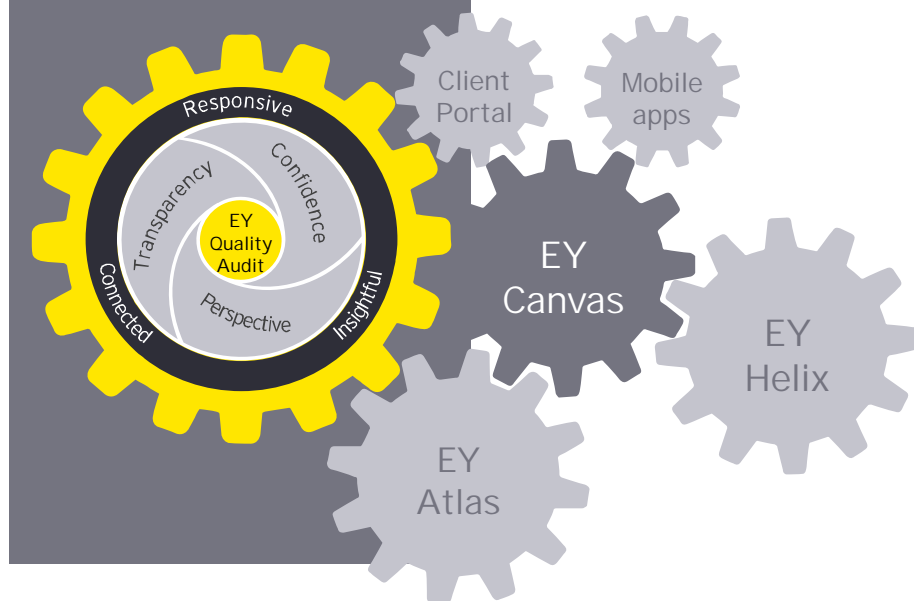 Responsive
Connected
Insightful
Transparency
Confidence
Perspective
EY
Quality
Audit
Client
Portal
Mobile
apps
EY
Canvas
EY
Helix
EY
Atlas